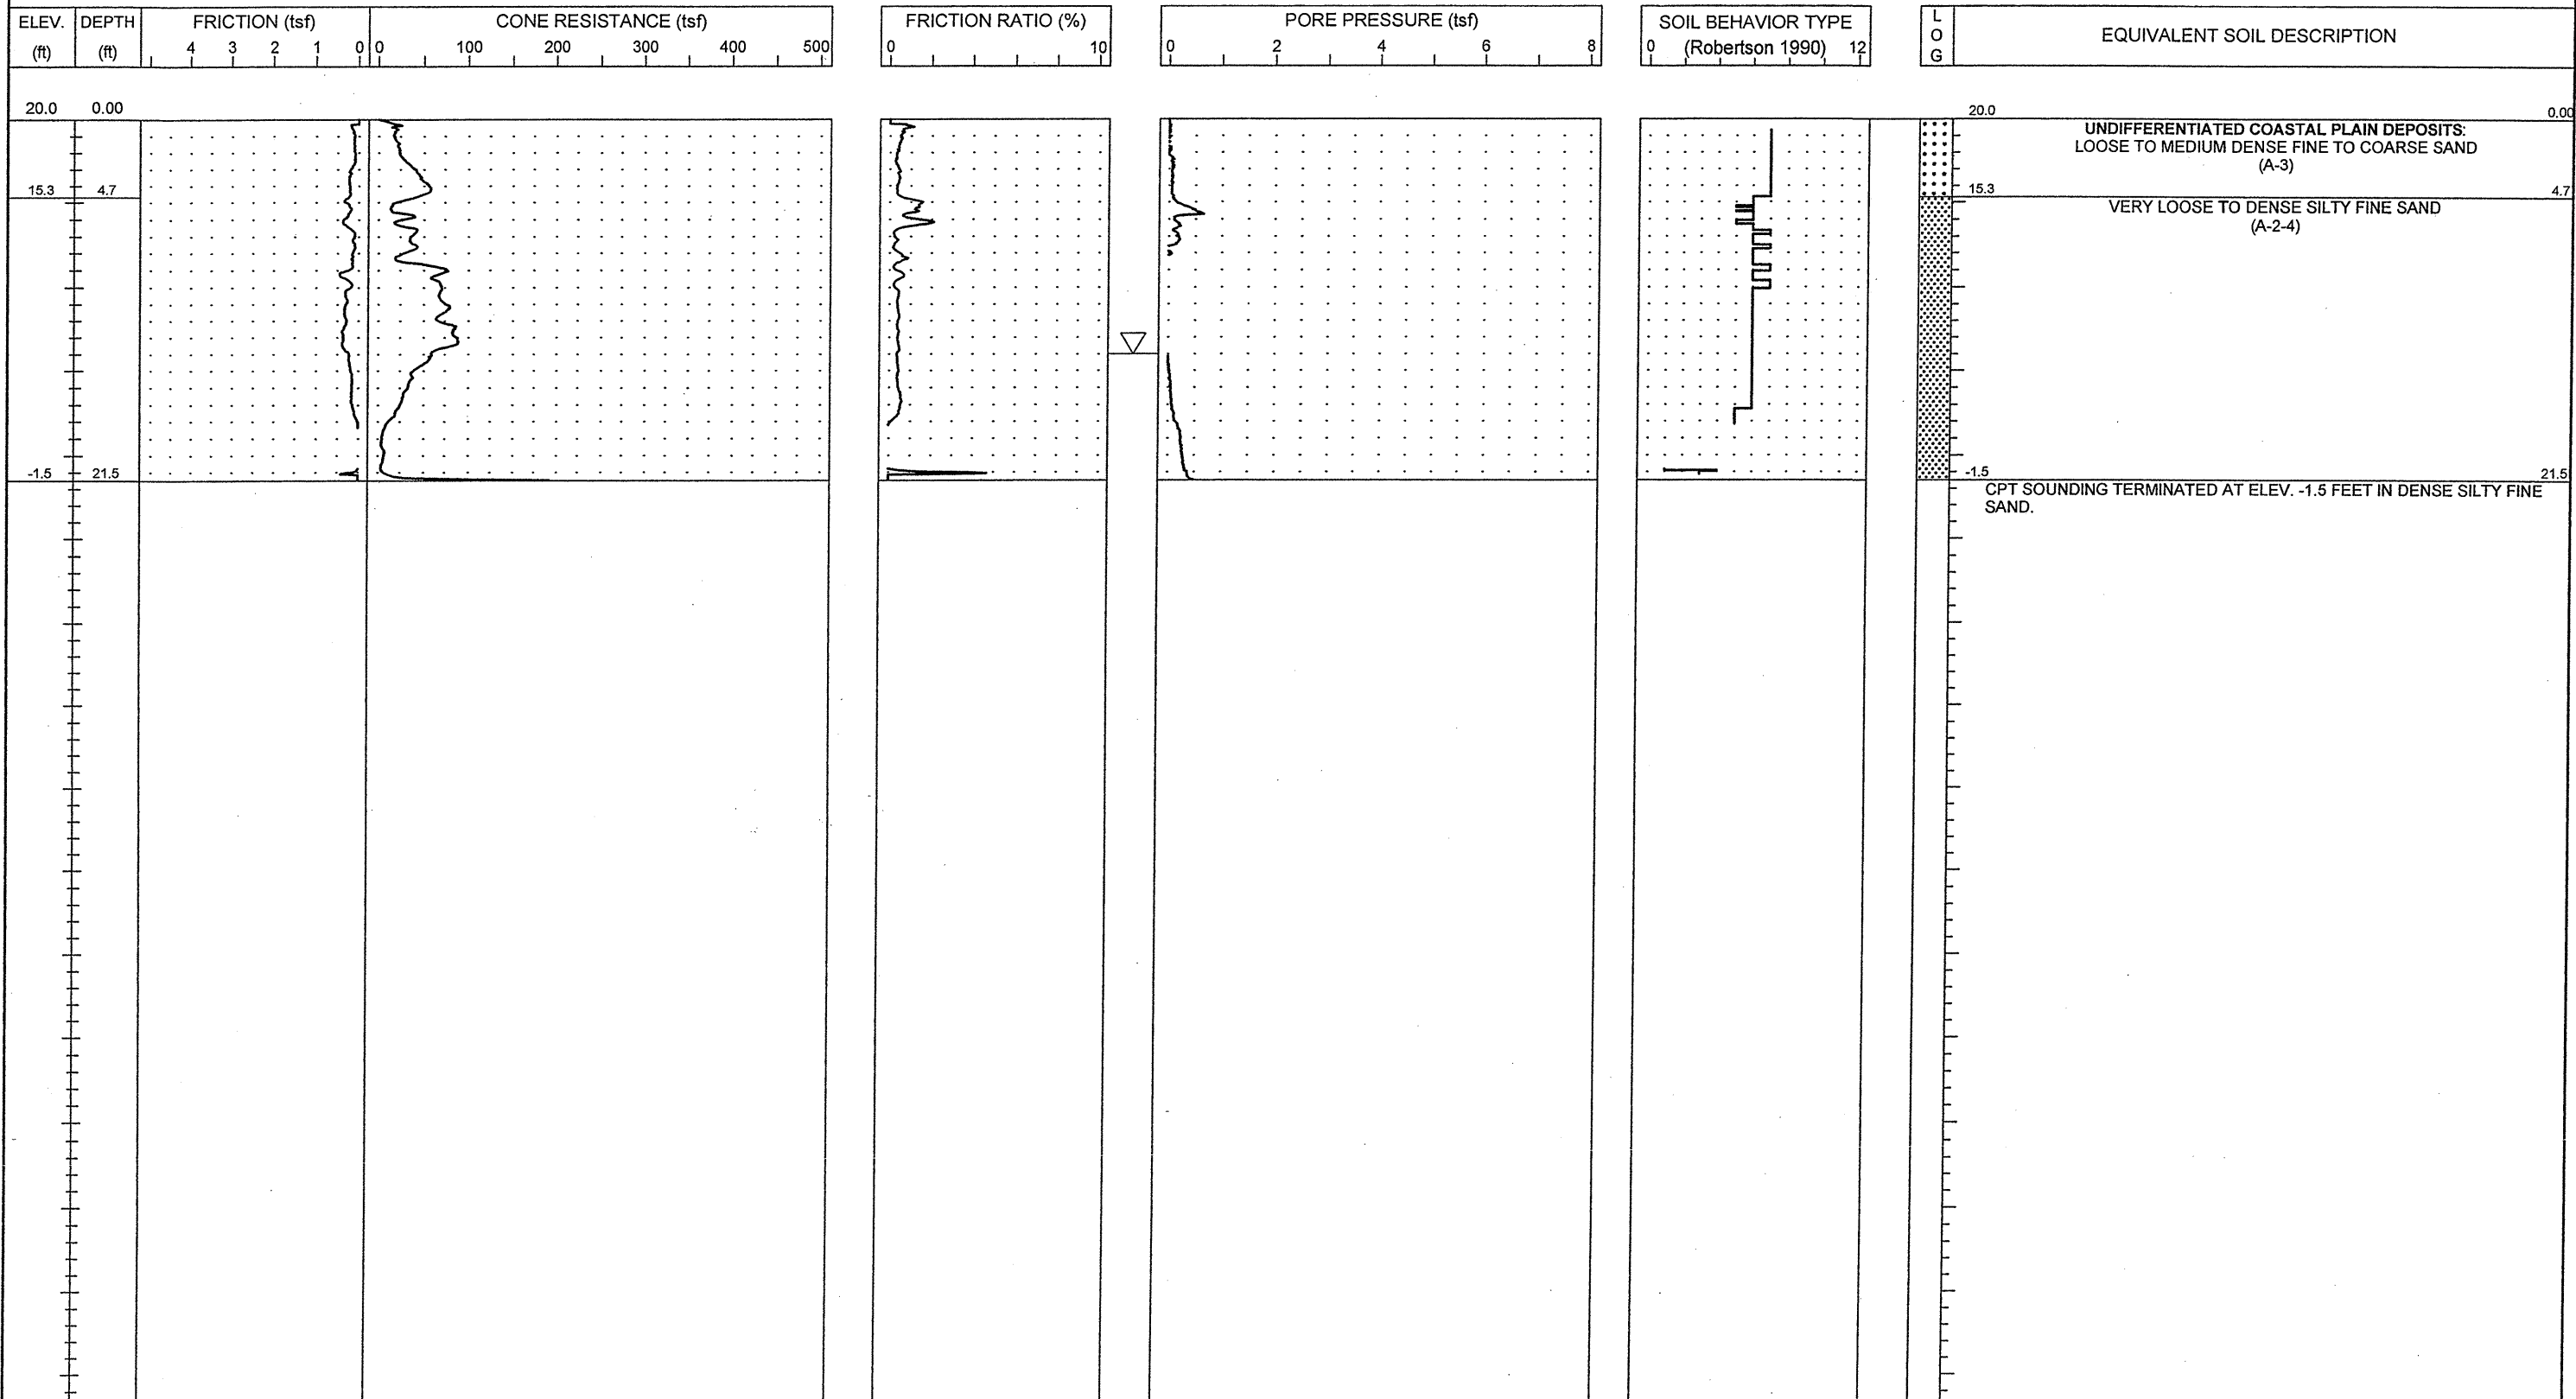 ELEV. (ft)
DEPTH (ft)
FRICTION (tsf)
4 3 2 1 0
CONE RESISTANCE (tsf)
0 100 200 300 400 500
FRICTION RATIO (%)
0 10
PORE PRESSURE (tsf)
0 2 4 6 8
SOIL BEHAVIOR TYPE
(Robertson 1990)
0 12
LOG
EQUIVALENT SOIL DESCRIPTION
20.0 0.00
20.0 0.00
UNDIFFERENTIATED COASTAL PLAIN DEPOSITS:
LOOSE TO MEDIUM DENSE FINE TO COARSE SAND
(A-3)
15.3 4.7
15.3 4.7
VERY LOOSE TO DENSE SILTY FINE SAND
(A-2-4)
-1.5 21.5
-1.5 21.5
CPT SOUNDING TERMINATED AT ELEV. -1.5 FEET IN DENSE SILTY FINE
SAND.